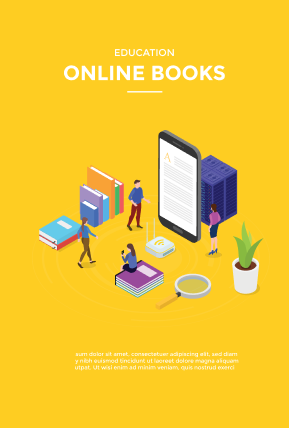 EDUCATION
ONLINE BOOKS
A
sum dolor sit amet, consectetuer adipiscing elit, sed diam
y nibh euismod tincidunt ut laoreet dolore magna aliquam
utpat. Ut wisi enim ad minim veniam, quis nostrud exerci